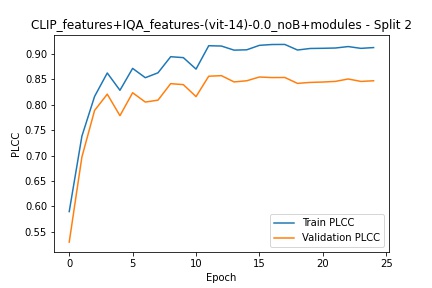 CLIP_features+IQA_features-(vit-14)-0.0_noB+modules - Split 2
0.90
0.85
0.80
0.75
0.70
0.65
0.60
0.55
PLCC
Train PLCC
Validation PLCC
0 5 10 15 20 25
Epoch